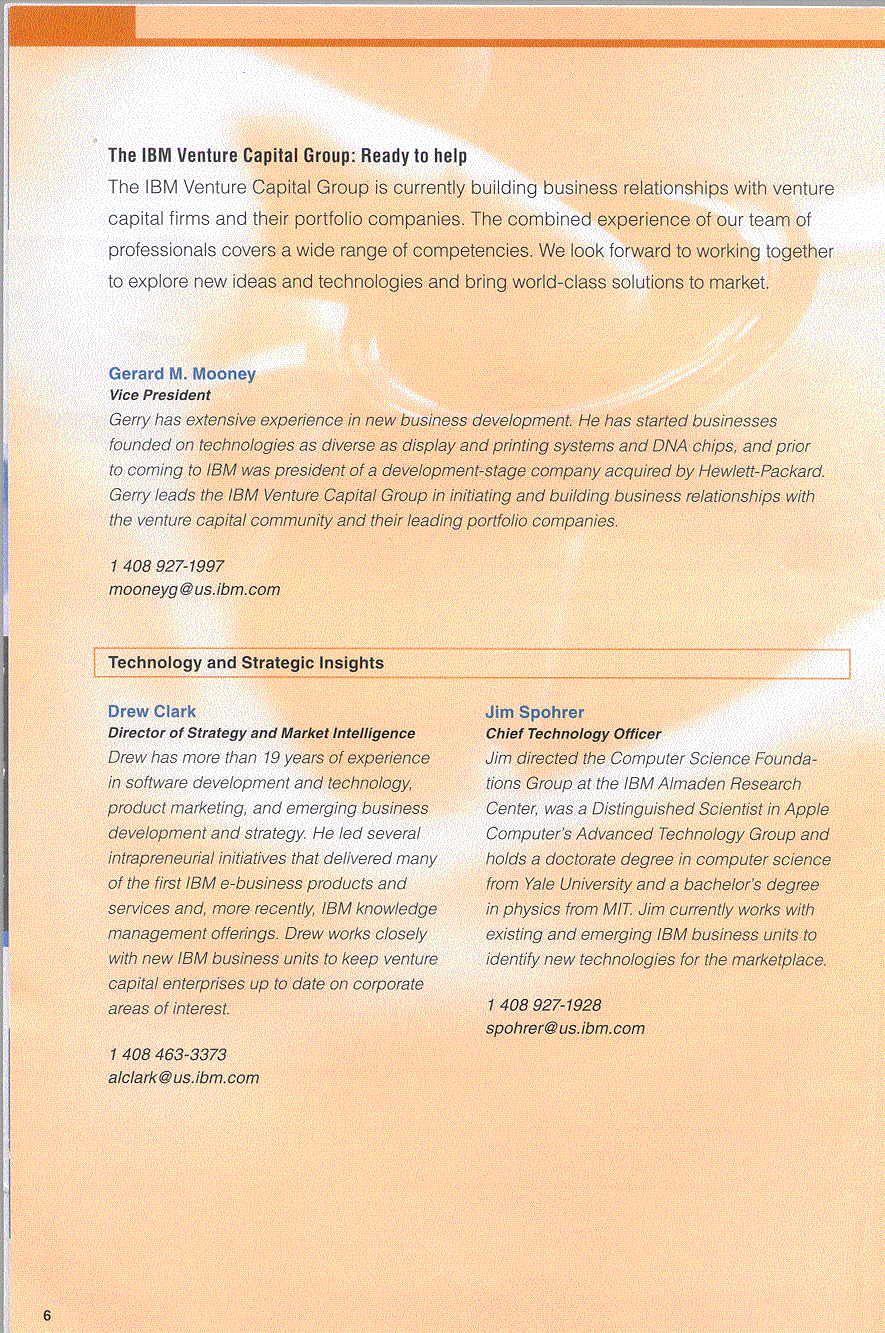 The IBM Venture Capital Group: Ready to help
The IBM Venture Capital Group is currently building business relationships with venture
capital firms and their portfolio companies. The combined experience of our team of
professionals covers a wide range of competencies. We look forward to working together
to explore new ideas and technologies and bring world-class solutions to market.
Gerard M. Mooney
Vice President
Gerry has extensive experience in new business development. He has started businesses
founded on technologies as diverse as display and printing systems and DNA chips, and prior
to coming to IBM was president of a development-stage company acquired by Hewlett-Packard.
Gerry leads the IBM Venture Capital Group in initiating and building business relationships with
the venture capital community and their leading portfolio companies.
1 408 927-1997
mooneyg@us.ibm.com
Technology and Strategic Insights
Drew Clark
Director of Strategy and Market Intelligence
Drew has more than 19 years of experience
in software development and technology,
product marketing, and emerging business
development and strategy. He led several
intrapreneurial initiatives that delivered many
of the first IBM e-business products and
services and, more recently, IBM knowledge
management offerings. Drew works closely
with new IBM business units to keep venture
capital enterprises up to date on corporate
areas of interest.
1 408 463-3373
alclark@us.ibm.com
Jim Spohrer
Chief Technology Officer
Jim directed the Computer Science Founda-
tions Group at the IBM Almaden Research
Center, was a Distinguished Scientist in Apple
Computer's Advanced Technology Group and
holds a doctorate degree in computer science
from Yale University and a bachelor's degree
in physics from MIT. Jim currently works with
existing and emerging IBM business units to
identify new technologies for the marketplace.
1 408 927-1928
spohrer@us.ibm.com
6